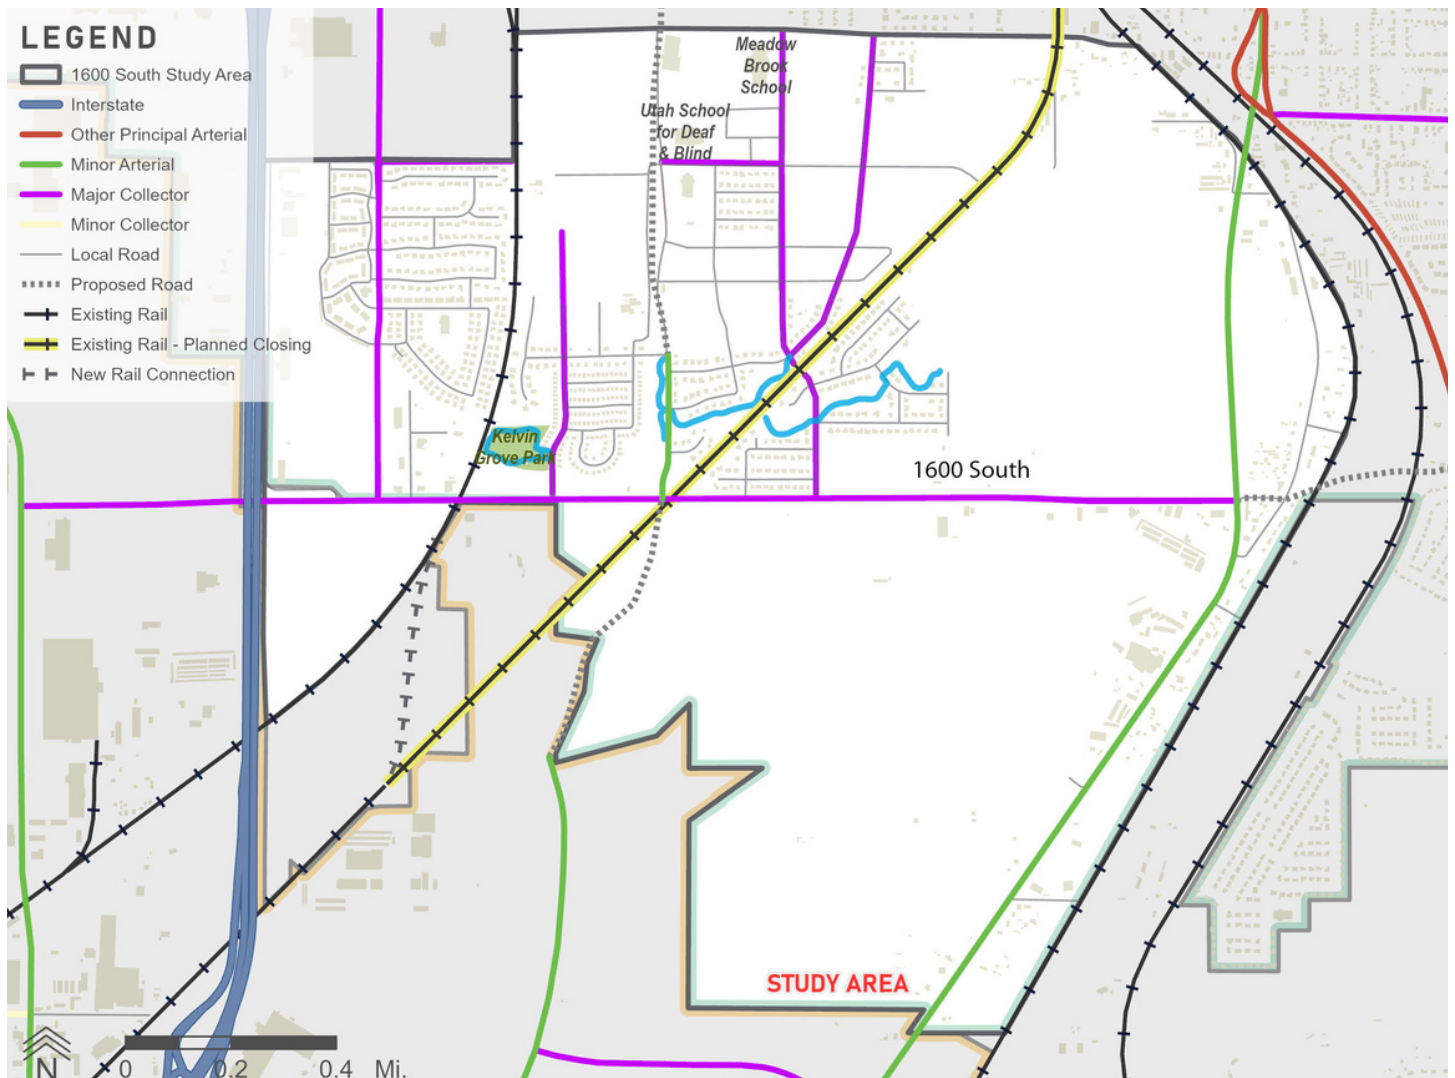 LEGEND
1600 South Study Area
Interstate
Other Principal Arterial
Minor Arterial
Major Collector
Minor Collector
Local Road
Proposed Road
Existing Rail
Existing Rail - Planned Closing
New Rail Connection
Meadow
Brook
School
Utah School
for Deaf
& Blind
Kelvin
Grove Park
1600 South
STUDY AREA
N
0 0.2 0.4 Mi.